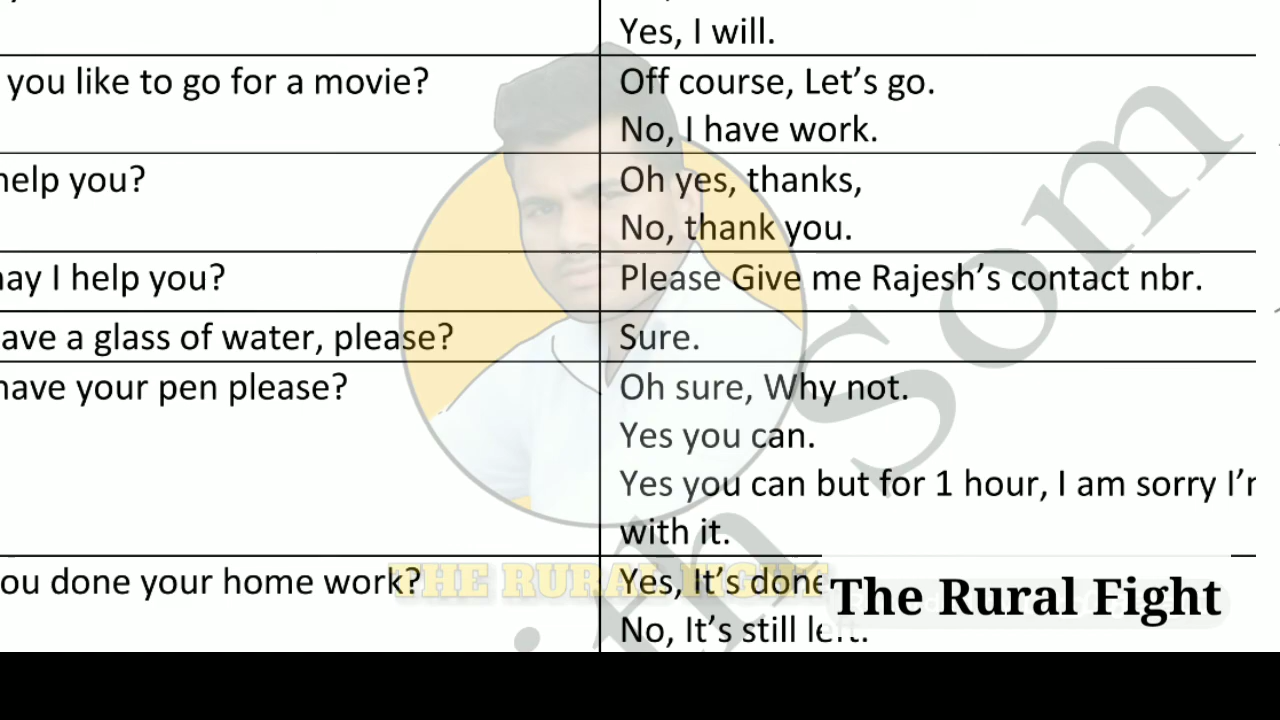 Yes, I will.
you like to go for a movie?
Off course, Let's go.
No, I have work.
help you?
Oh yes, thanks,
No, thank you.
may I help you?
Please Give me Rajesh's contact nbr.
have a glass of water, please?
Sure.
have your pen please?
Oh sure, Why not.
Yes you can.
Yes you can but for 1 hour, I am sorry
with it.
you done your home work?
Yes, It's done
No, It's still left.
THE RURAL FIGHT
The Rural Fight
Som